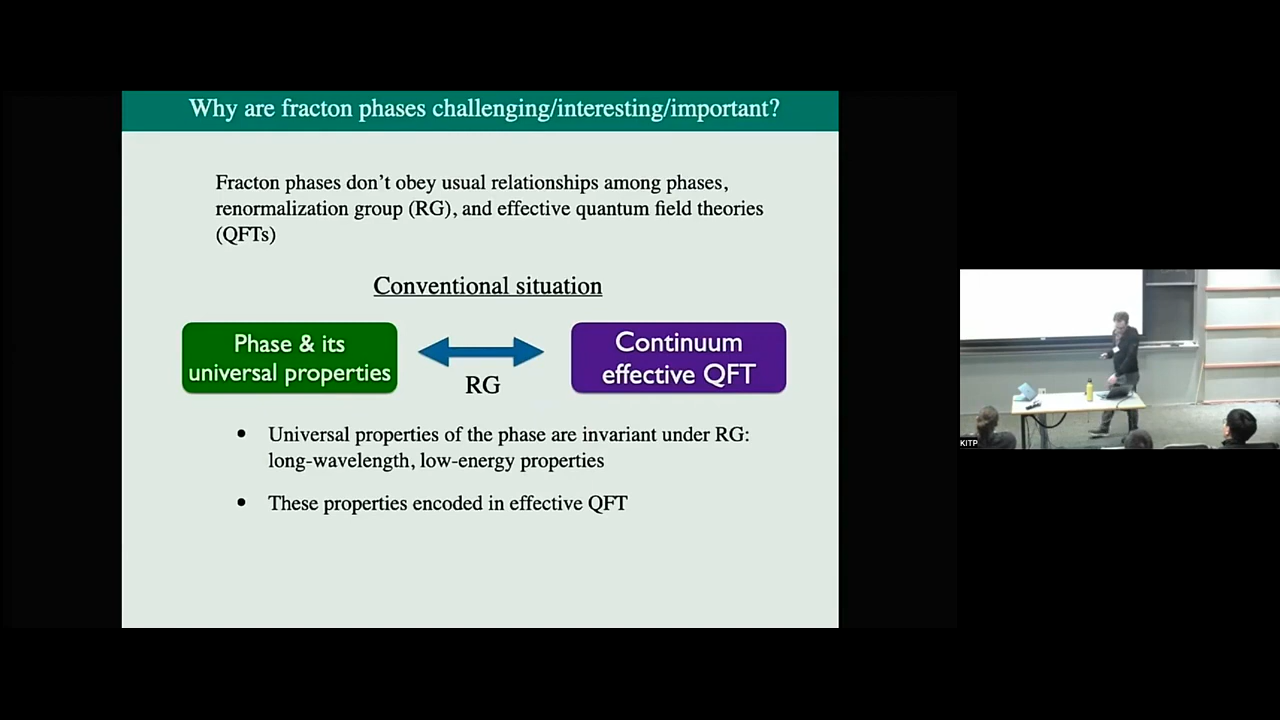 Why are fracton phases challenging/interesting/important?
Fracton phases don't obey usual relationships among phases,
renormalization group (RG), and effective quantum field theories
(QFTs)
Conventional situation
Phase & its
universal properties
RG
Continuum
effective QFT
• Universal properties of the phase are invariant under RG:
long-wavelength, low-energy properties
• These properties encoded in effective QFT
KITP